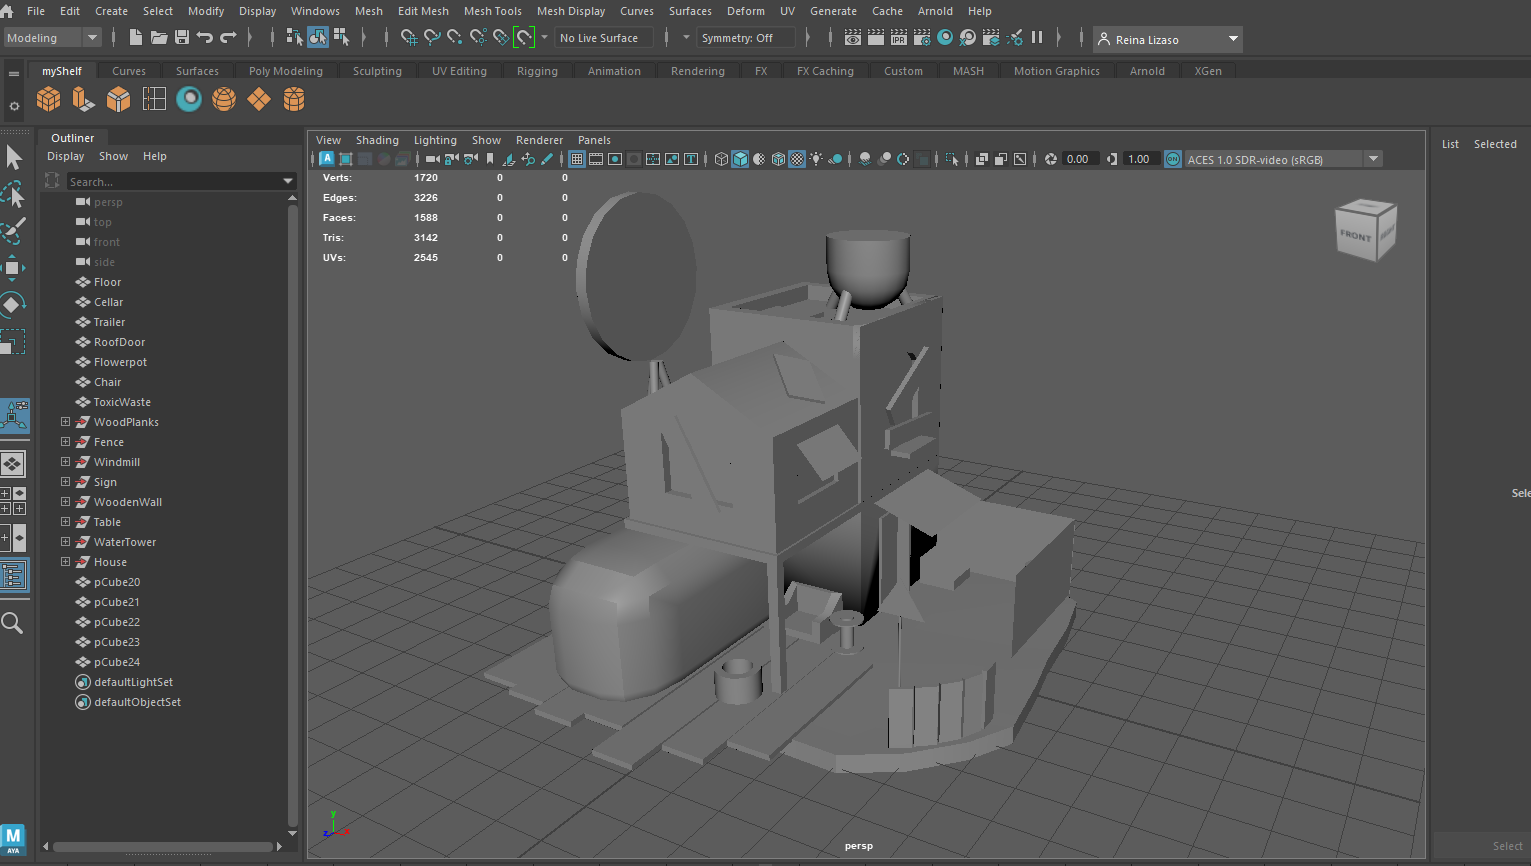 File Edit Create Select Modify Display Windows Mesh Edit Mesh Mesh Tools Mesh Display Curves Surfaces Deform UV Generate Cache Arnold Help
Modeling No Live Surface Symmetry: Off IPR Reina Lizaso
myShelf Curves Surfaces Poly Modeling Sculpting UV Editing Rigging Animation Rendering FX FX Caching Custom MASH Motion Graphics Arnold XGen
Outliner
Display Show Help
Search...
persp
top
front
side
Floor
Cellar
Trailer
RoofDoor
Flowerpot
Chair
ToxicWaste
WoodPlanks
Fence
Windmill
Sign
WoodenWall
Table
WaterTower
House
pCube20
pCube21
pCube22
pCube23
pCube24
defaultLightSet
defaultObjectSet
View Shading Lighting Show Renderer Panels
0.00 1.00 ACES 1.0 SDR-video (sRGB)
Verts: 1720 0 0
Edges: 3226 0 0
Faces: 1588 0 0
Tris: 3142 0 0
UVs: 2545 0 0
FRONT
y
z x
persp
List Selected
Sele
Select
M
AYA